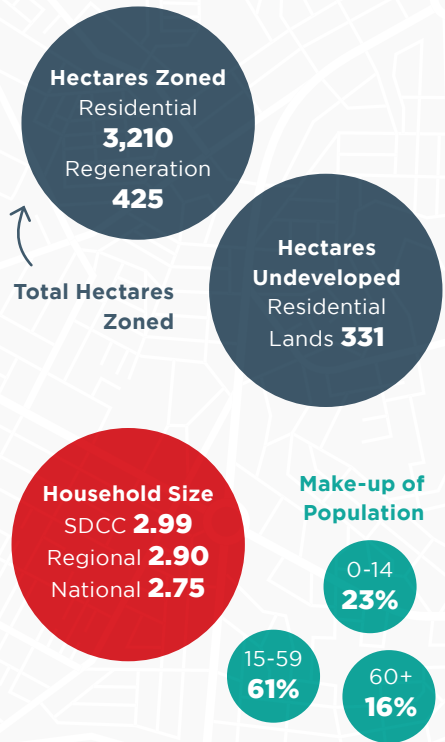 Hectares Zoned
Residential
3,210
Regeneration
425
Total Hectares
Zoned
Hectares
Undeveloped
Residential
Lands 331
Household Size
SDCC 2.99
Regional 2.90
National 2.75
Make-up of
Population
0-14
23%
15-59
61%
60+
16%